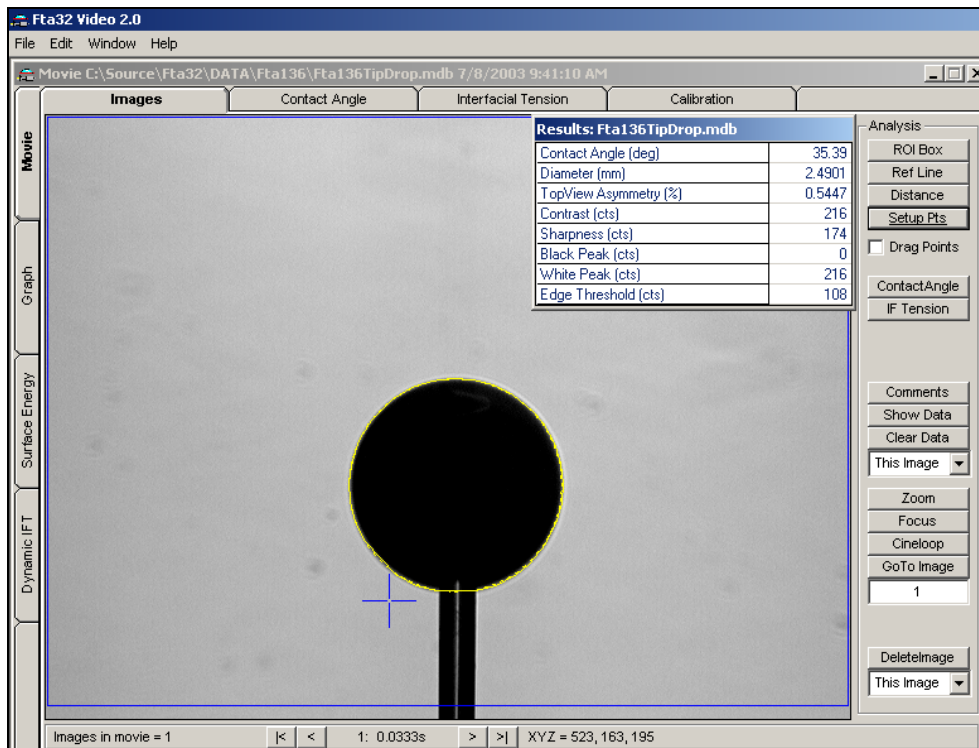 Fta32 Video 2.0
File Edit Window Help
Movie C:\Source\Fta32\DATA\Fta136\Fta136TipDrop.mdb 7/8/2003 9:41:10 AM
Images Contact Angle Interfacial Tension Calibration
Movie
Graph
Surface Energy
Dynamic IFT
Results: Fta136TipDrop.mdb
Contact Angle (deg) 35.39
Diameter (mm) 2.4901
TopView Asymmetry (%) 0.5447
Contrast (cts) 216
Sharpness (cts) 174
Black Peak (cts) 0
White Peak (cts) 216
Edge Threshold (cts) 108
Analysis
ROI Box
Ref Line
Distance
Setup Pts
Drag Points
ContactAngle
IF Tension
Comments
Show Data
Clear Data
This Image
Zoom
Focus
Cineloop
GoTo Image
1
DeleteImage
This Image
Images in movie = 1 |< < 1: 0.0333s > >| XYZ = 523, 163, 195